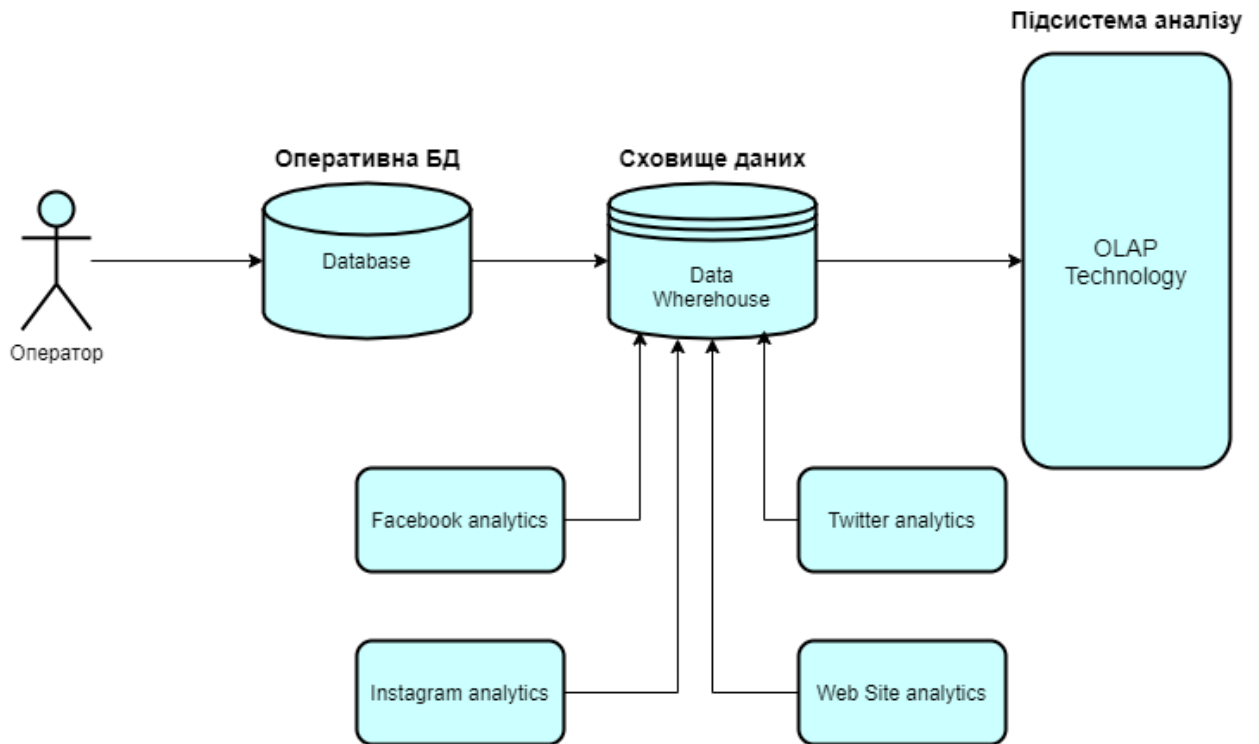 Підсистема аналізу
Оперативна БД
Сховище даних
Database
Data
Wherehouse
OLAP
Technology
Оператор
Facebook analytics
Twitter analytics
Instagram analytics
Web Site analytics